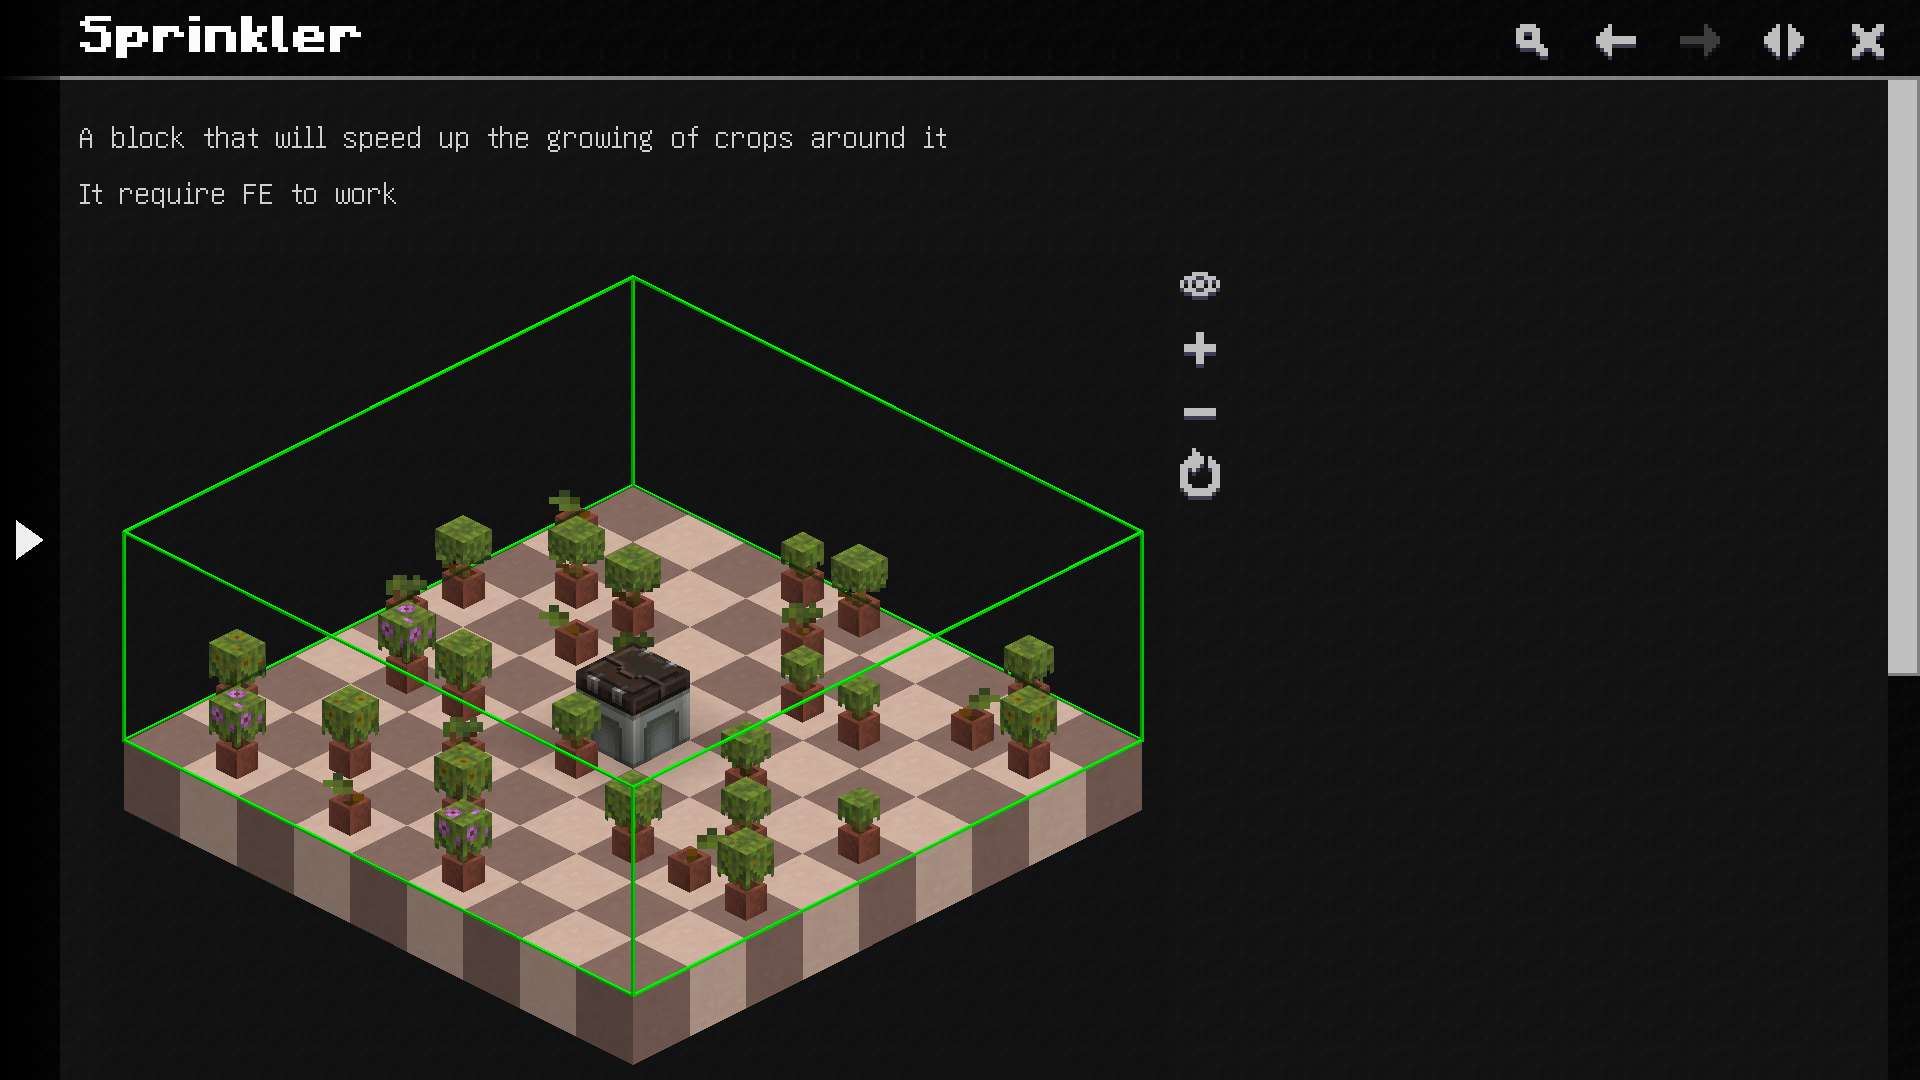 Sprinkler
A block that will speed up the growing of crops around it
It require FE to work